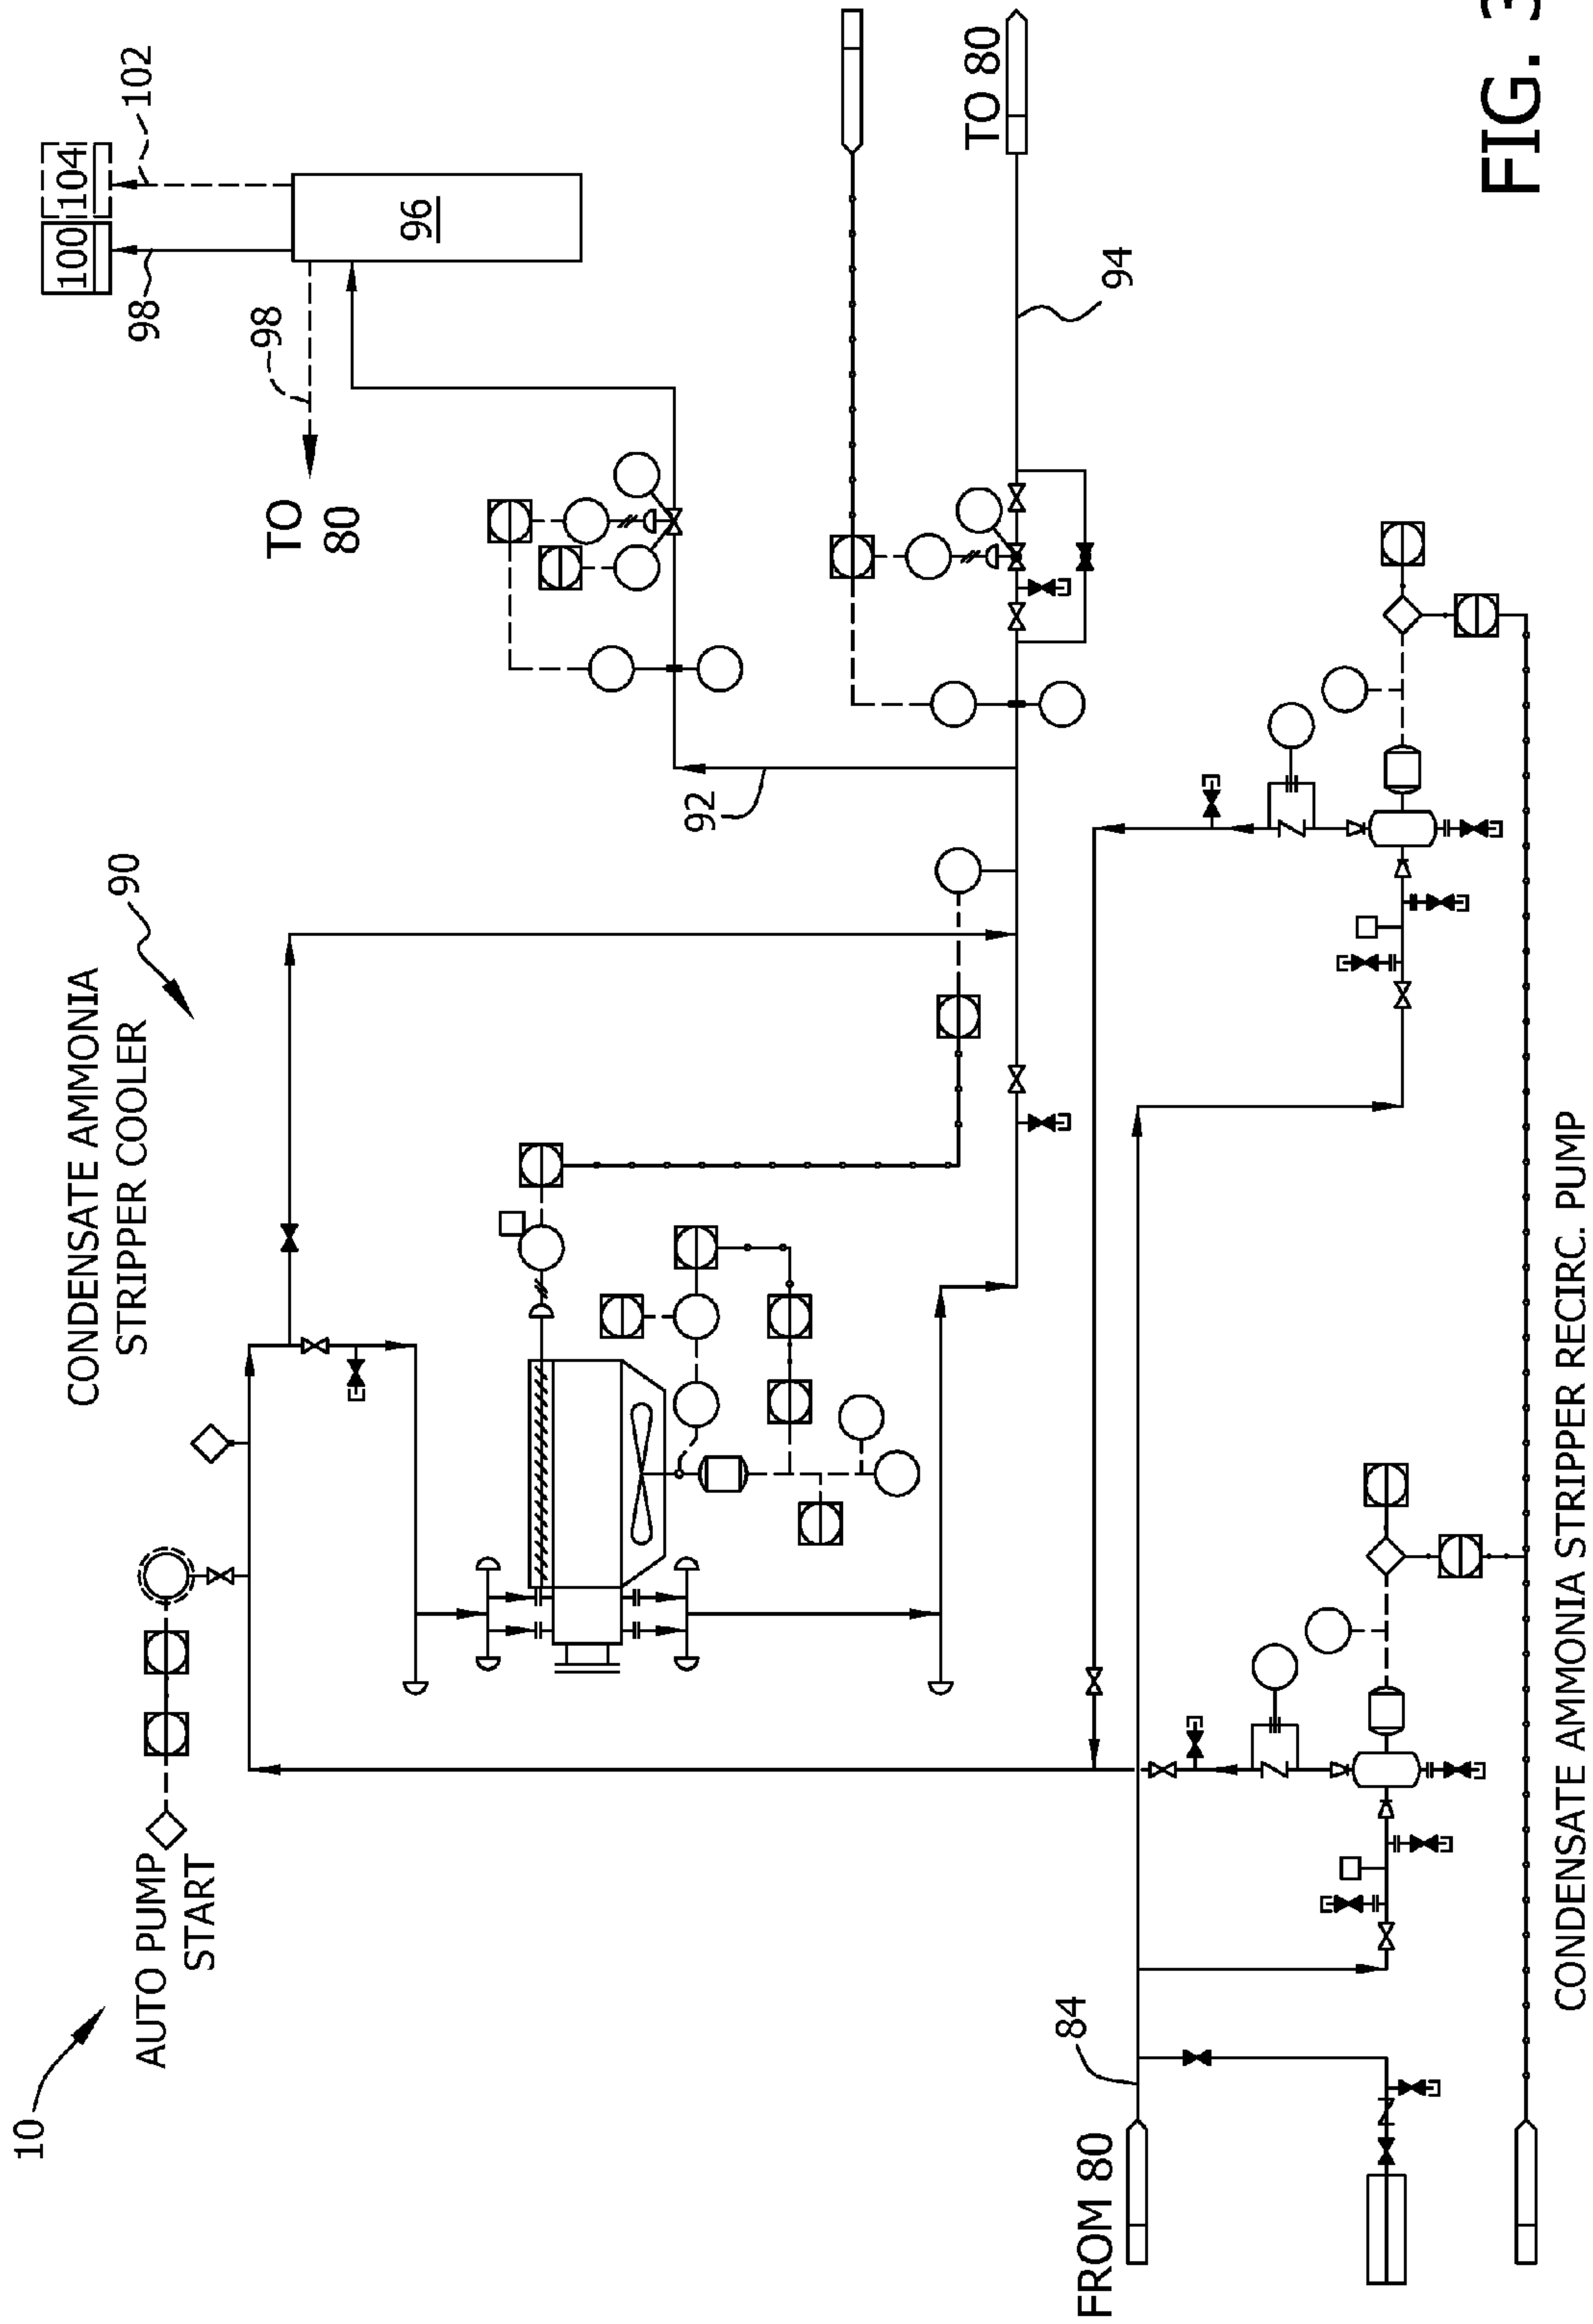 10
AUTO PUMP
START
CONDENSATE AMMONIA
STRIPPER COOLER
90
98
100
104
102
98
TO
80
96
92
TO 80
94
84
FROM 80
CONDENSATE AMMONIA STRIPPER RECIRC. PUMP
FIG. 3